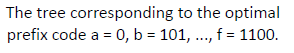 The tree corresponding to the optimal
prefix code a = 0, b = 101, ..., f = 1100.